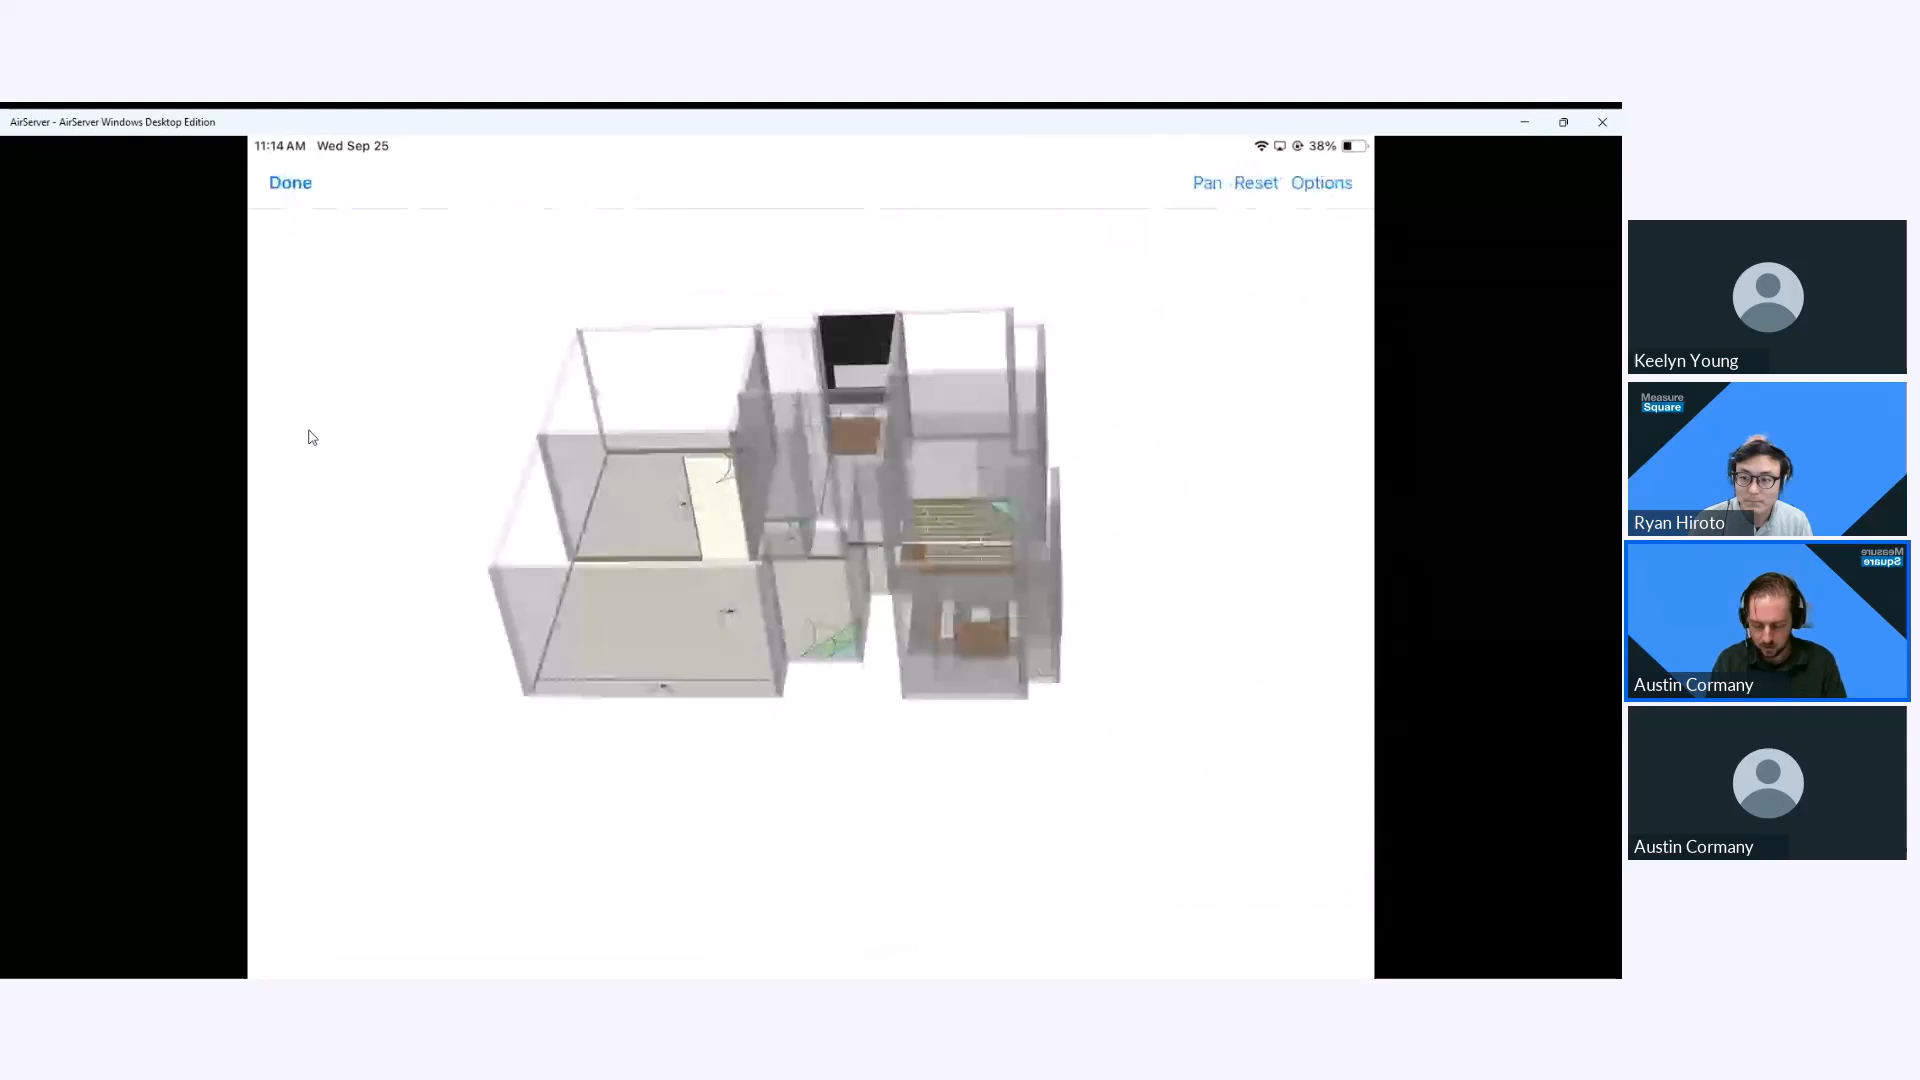 AirServer - AirServer Windows Desktop Edition
11:14 AM Wed Sep 25
38%
Done
Pan Reset Options
Keelyn Young
Measure
Square
Ryan Hiroto
Measure
Square
Austin Cormany
Austin Cormany